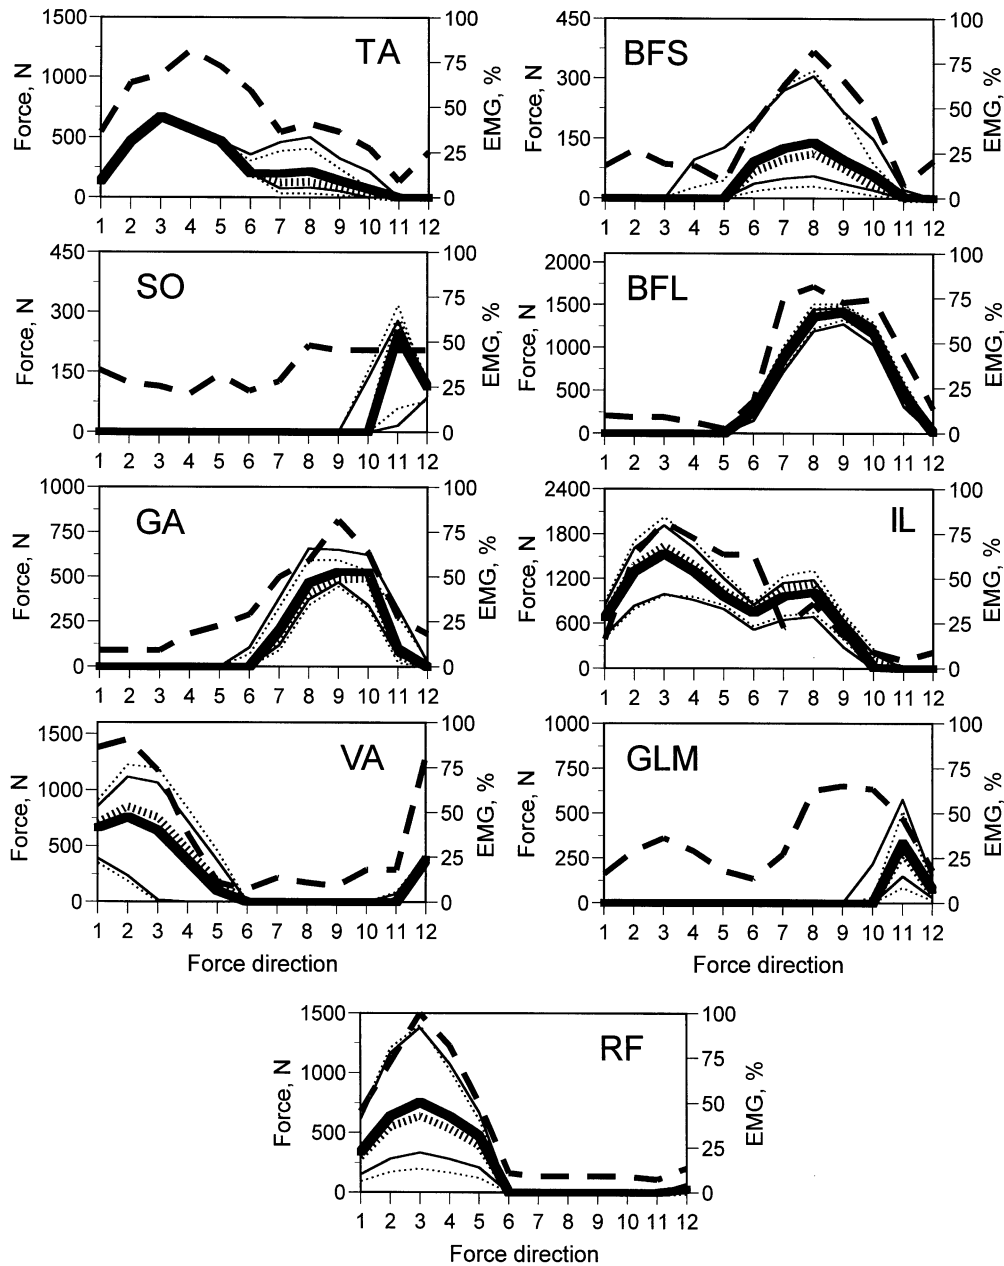 TA
Force, N
1500
1000
500
0
EMG, %
100
75
50
25
0
1 2 3 4 5 6 7 8 9 10 11 12
BFS
Force, N
450
300
150
0
EMG, %
100
75
50
25
0
1 2 3 4 5 6 7 8 9 10 11 12
SO
Force, N
450
300
150
0
EMG, %
100
75
50
25
0
1 2 3 4 5 6 7 8 9 10 11 12
BFL
Force, N
2000
1500
1000
500
0
EMG, %
100
75
50
25
0
1 2 3 4 5 6 7 8 9 10 11 12
GA
Force, N
1000
750
500
250
0
EMG, %
100
75
50
25
0
1 2 3 4 5 6 7 8 9 10 11 12
IL
Force, N
2400
1800
1200
600
0
EMG, %
100
75
50
25
0
1 2 3 4 5 6 7 8 9 10 11 12
VA
Force, N
1500
1000
500
0
EMG, %
100
75
50
25
0
1 2 3 4 5 6 7 8 9 10 11 12
Force direction
GLM
Force, N
1000
750
500
250
0
EMG, %
100
75
50
25
0
1 2 3 4 5 6 7 8 9 10 11 12
Force direction
RF
Force, N
1500
1000
500
0
EMG, %
100
75
50
25
0
1 2 3 4 5 6 7 8 9 10 11 12
Force direction